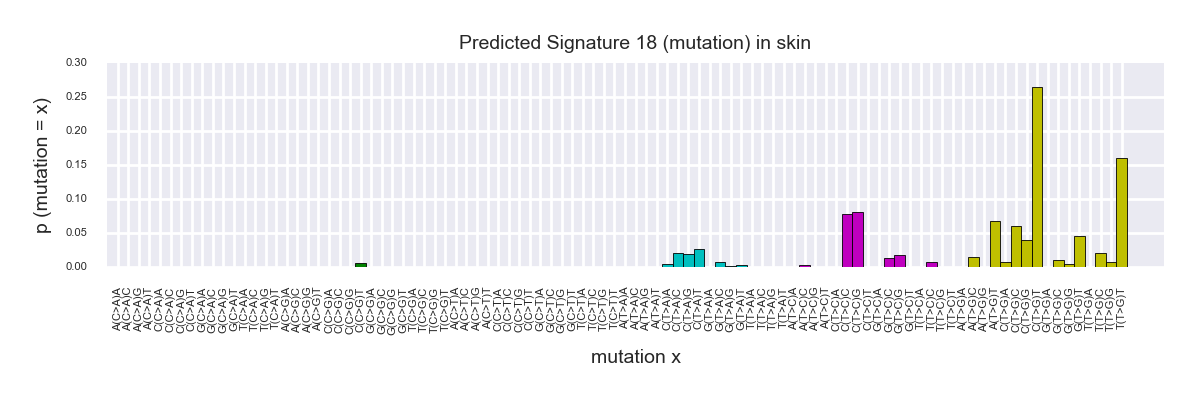 Predicted Signature 18 (mutation) in skin
p (mutation = x)
0.30
0.25
0.20
0.15
0.10
0.05
0.00
A(C>A)A
A(C>A)C
A(C>A)G
A(C>A)T
C(C>A)A
C(C>A)C
C(C>A)G
C(C>A)T
G(C>A)A
G(C>A)C
G(C>A)G
G(C>A)T
T(C>A)A
T(C>A)C
T(C>A)G
T(C>A)T
A(C>G)A
A(C>G)C
A(C>G)G
A(C>G)T
C(C>G)A
C(C>G)C
C(C>G)G
C(C>G)T
G(C>G)A
G(C>G)C
G(C>G)G
G(C>G)T
T(C>G)A
T(C>G)C
T(C>G)G
T(C>G)T
A(C>T)A
A(C>T)C
A(C>T)G
A(C>T)T
C(C>T)A
C(C>T)C
C(C>T)G
C(C>T)T
G(C>T)A
G(C>T)C
G(C>T)G
G(C>T)T
T(C>T)A
T(C>T)C
T(C>T)G
T(C>T)T
A(T>A)A
A(T>A)C
A(T>A)G
A(T>A)T
C(T>A)A
C(T>A)C
C(T>A)G
C(T>A)T
G(T>A)A
G(T>A)C
G(T>A)G
G(T>A)T
T(T>A)A
T(T>A)C
T(T>A)G
T(T>A)T
A(T>C)A
A(T>C)C
A(T>C)G
A(T>C)T
C(T>C)A
C(T>C)C
C(T>C)G
C(T>C)T
G(T>C)A
G(T>C)C
G(T>C)G
G(T>C)T
T(T>C)A
T(T>C)C
T(T>C)G
T(T>C)T
A(T>G)A
A(T>G)C
A(T>G)G
A(T>G)T
C(T>G)A
C(T>G)C
C(T>G)G
C(T>G)T
G(T>G)A
G(T>G)C
G(T>G)G
G(T>G)T
T(T>G)A
T(T>G)C
T(T>G)G
T(T>G)T
mutation x